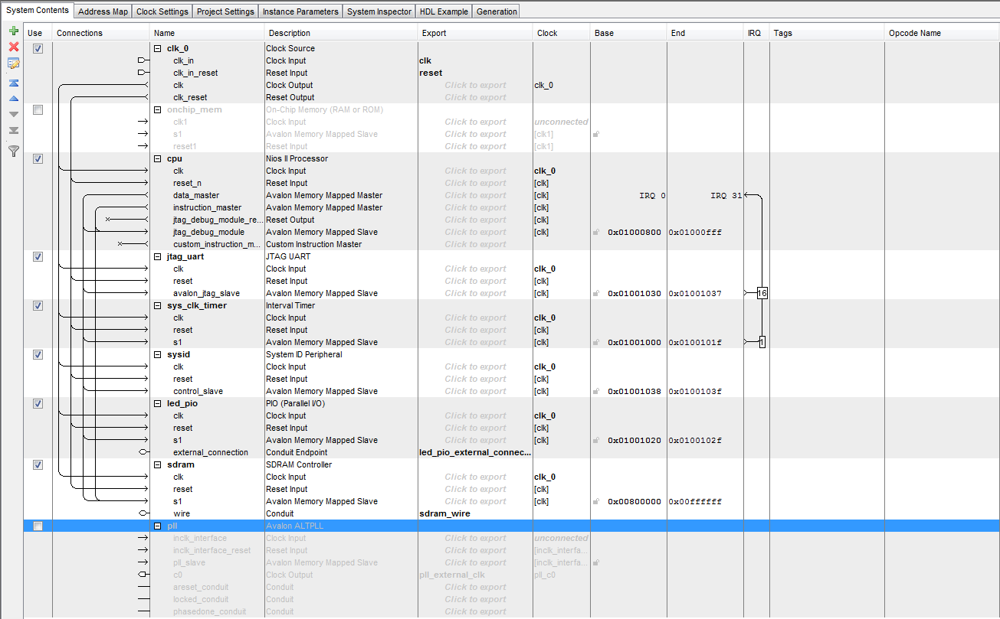 System Contents Address Map Clock Settings Project Settings Instance Parameters System Inspector HDL Example Generation
Use Connections Name Description Export Clock Base End IRQ Tags Opcode Name
clk_0 Clock Source
clk_in Clock Input clk
clk_in_reset Reset Input reset
clk Clock Output Click to export clk_0
clk_reset Reset Output Click to export
onchip_mem On-Chip Memory (RAM or ROM)
clk1 Clock Input Click to export unconnected
s1 Avalon Memory Mapped Slave Click to export [clk1]
reset1 Reset Input Click to export [clk1]
cpu Nios II Processor
clk Clock Input Click to export clk_0
reset_n Reset Input Click to export [clk]
data_master Avalon Memory Mapped Master Click to export [clk] IRQ 0 IRQ 31
instruction_master Avalon Memory Mapped Master Click to export [clk]
jtag_debug_module_re... Reset Output Click to export [clk]
jtag_debug_module Avalon Memory Mapped Slave Click to export [clk] 0x01000800 0x01000fff
custom_instruction_m... Custom Instruction Master Click to export
jtag_uart JTAG UART
clk Clock Input Click to export clk_0
reset Reset Input Click to export [clk]
avalon_jtag_slave Avalon Memory Mapped Slave Click to export [clk] 0x01001030 0x01001037 16
sys_clk_timer Interval Timer
clk Clock Input Click to export clk_0
reset Reset Input Click to export [clk]
s1 Avalon Memory Mapped Slave Click to export [clk] 0x01001000 0x0100101f 1
sysid System ID Peripheral
clk Clock Input Click to export clk_0
reset Reset Input Click to export [clk]
control_slave Avalon Memory Mapped Slave Click to export [clk] 0x01001038 0x0100103f
led_pio PIO (Parallel I/O)
clk Clock Input Click to export clk_0
reset Reset Input Click to export [clk]
s1 Avalon Memory Mapped Slave Click to export [clk] 0x01001020 0x0100102f
external_connection Conduit Endpoint led_pio_external_connec...
sdram SDRAM Controller
clk Clock Input Click to export clk_0
reset Reset Input Click to export [clk]
s1 Avalon Memory Mapped Slave Click to export [clk] 0x00800000 0x00ffffff
wire Conduit sdram_wire
pll Avalon ALTPLL
inclk_interface Clock Input Click to export unconnected
inclk_interface_reset Reset Input Click to export [inclk_interfa...
pll_slave Avalon Memory Mapped Slave Click to export [inclk_interfa...
c0 Clock Output pll_external_clk pll_c0
areset_conduit Conduit Click to export
locked_conduit Conduit Click to export
phasedone_conduit Conduit Click to export